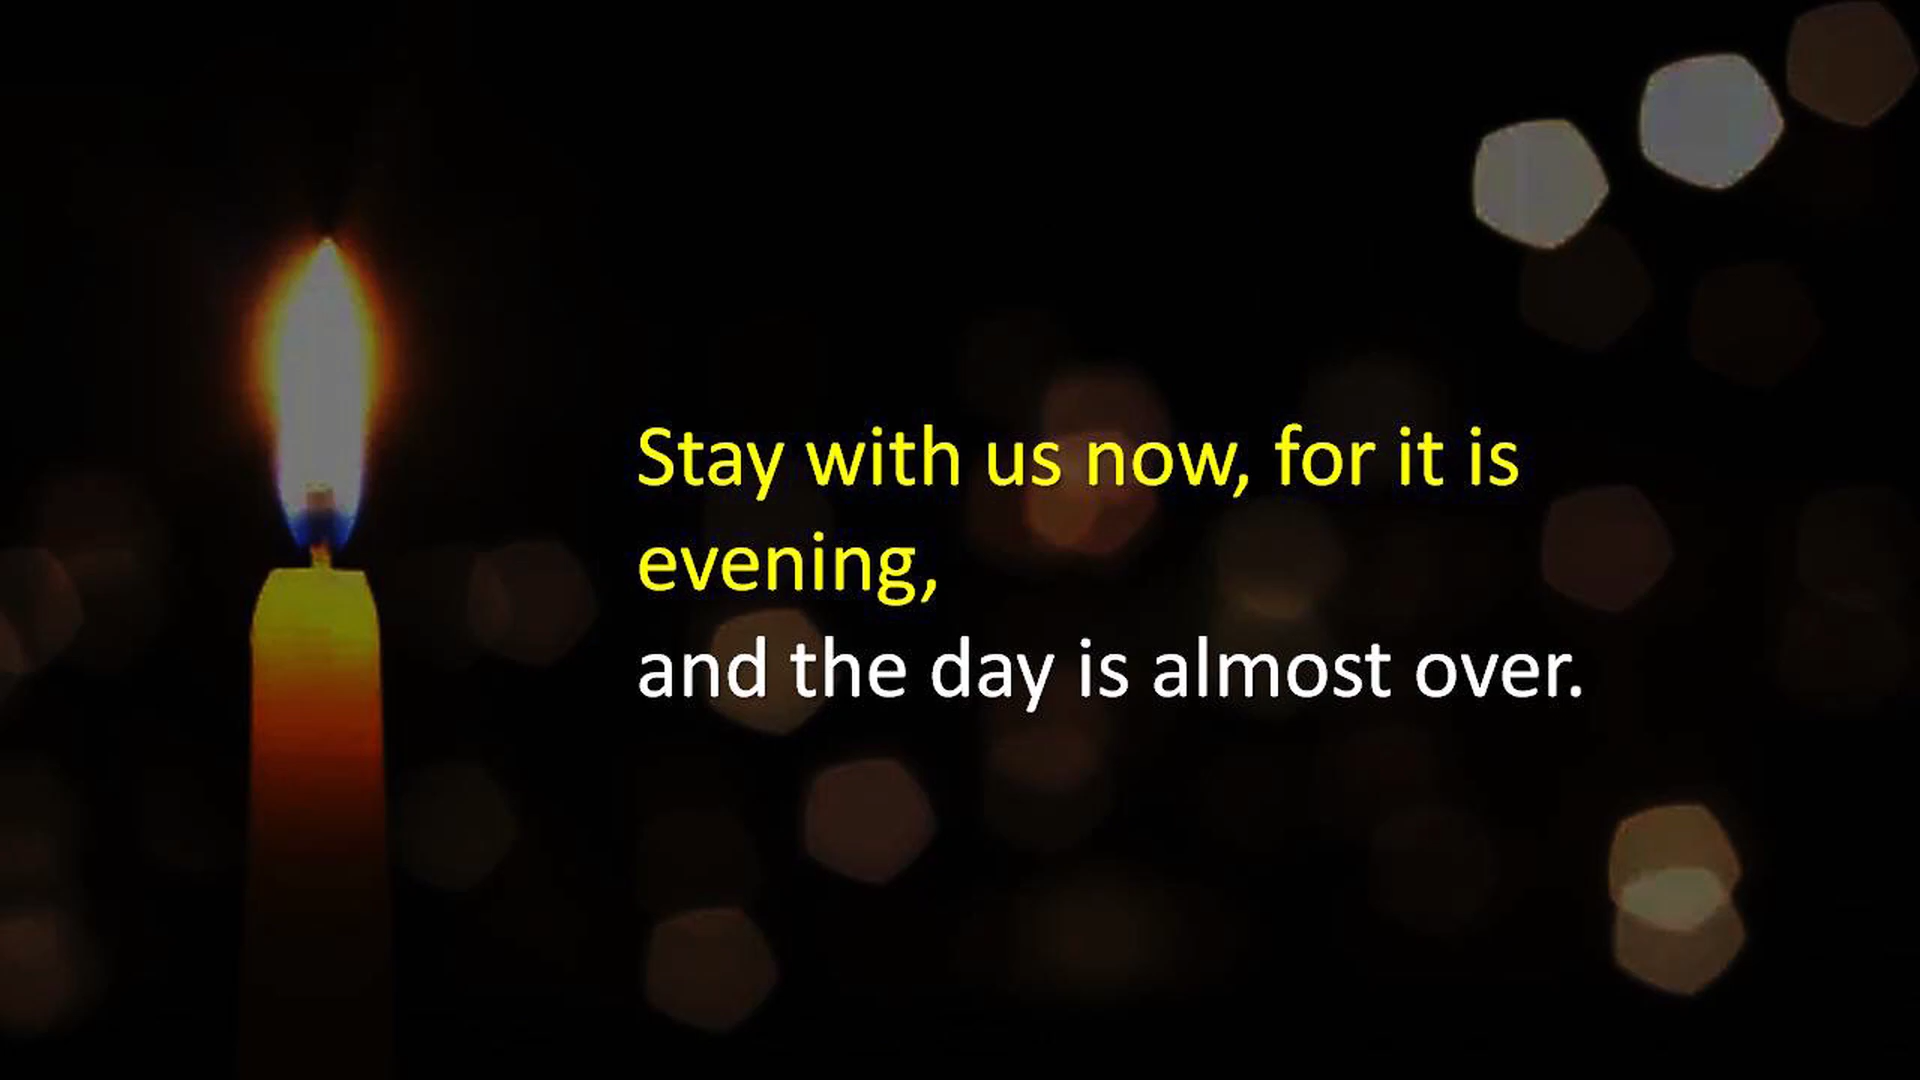 Stay with us now, for it is
evening,
and the day is almost over.